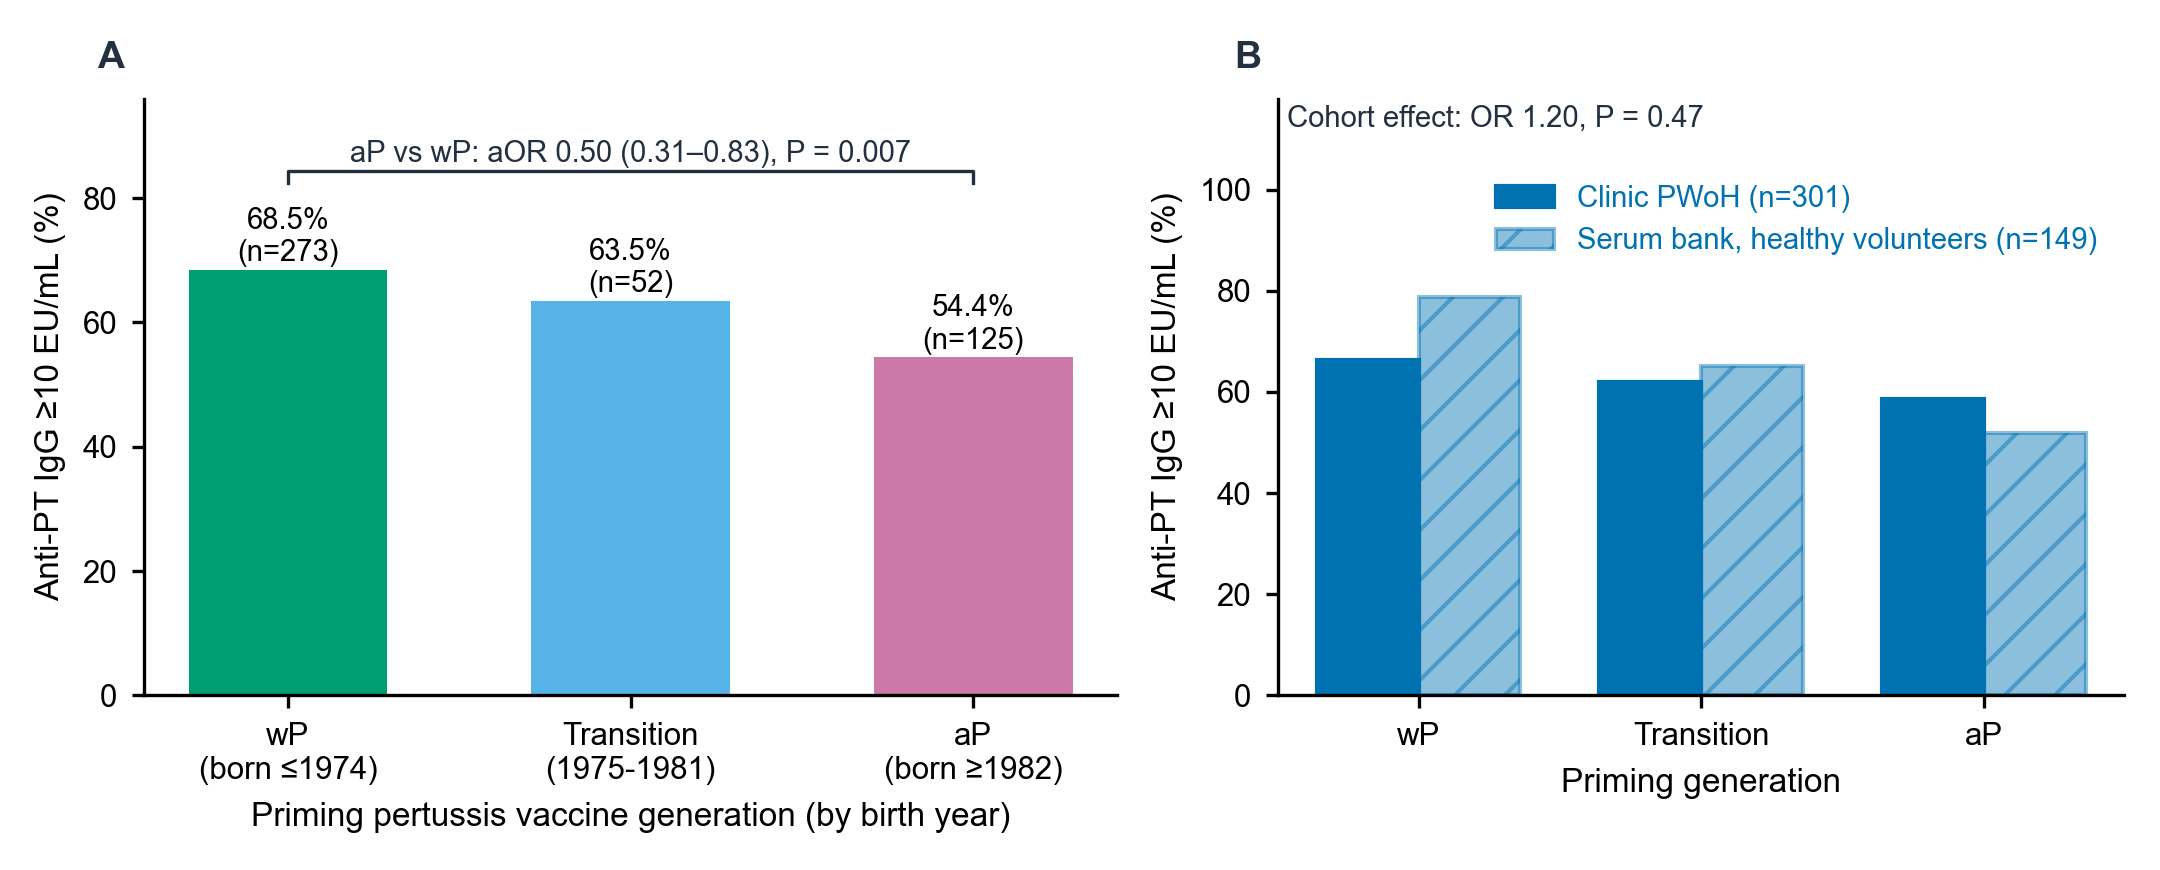 A
aP vs wP: aOR 0.50 (0.31–0.83), P = 0.007
Anti-PT IgG ≥10 EU/mL (%)
80
60
40
20
0
68.5%
(n=273)
63.5%
(n=52)
54.4%
(n=125)
wP
(born ≤1974)
Transition
(1975-1981)
aP
(born ≥1982)
Priming pertussis vaccine generation (by birth year)
B
Cohort effect: OR 1.20, P = 0.47
Clinic PWoH (n=301)
Serum bank, healthy volunteers (n=149)
Anti-PT IgG ≥10 EU/mL (%)
100
80
60
40
20
0
wP
Transition
aP
Priming generation